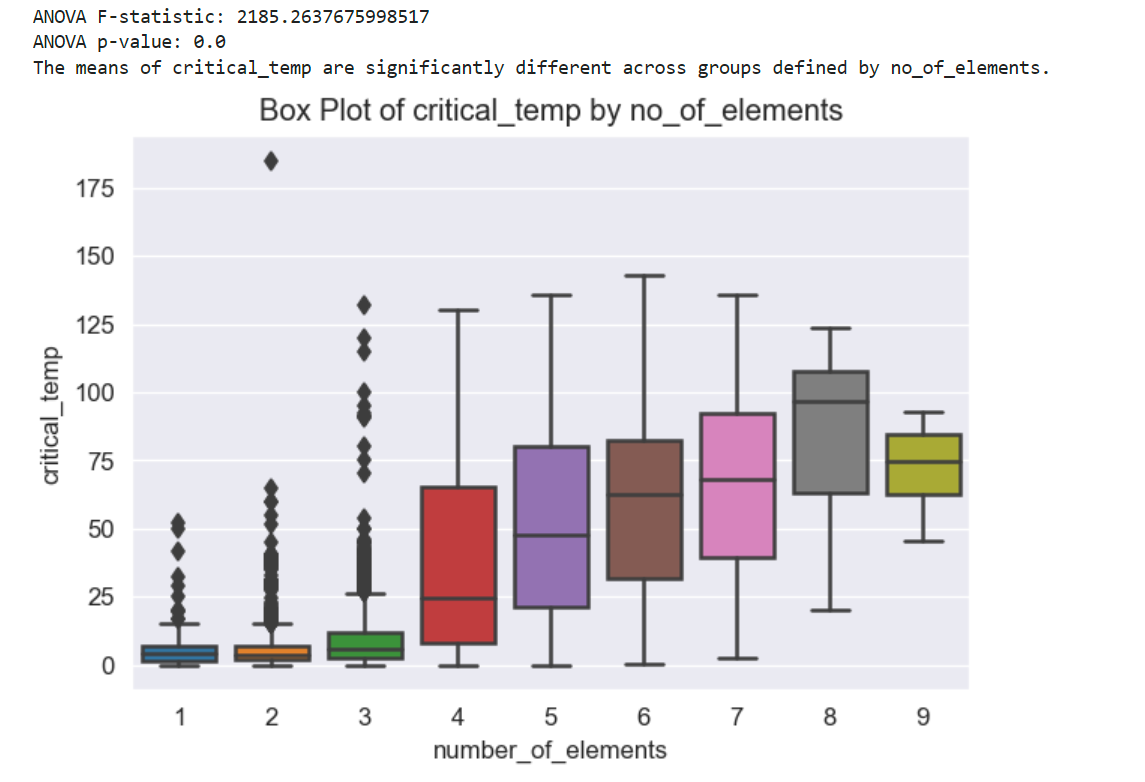 ANOVA F-statistic: 2185.2637675998517
ANOVA p-value: 0.0
The means of critical_temp are significantly different across groups defined by no_of_elements.
Box Plot of critical_temp by no_of_elements
175
150
125
100
75
50
25
0
critical_temp
1 2 3 4 5 6 7 8 9
number_of_elements